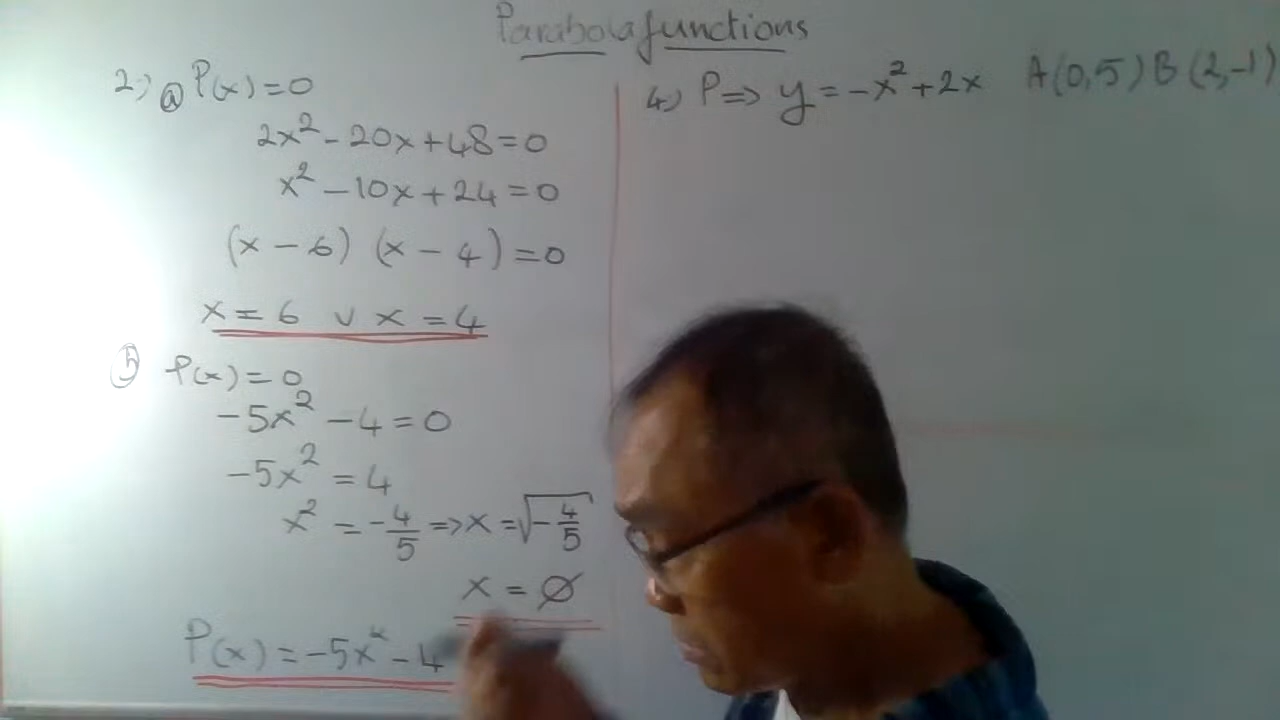 Parabola functions
2) ⓐ P(x)=0
2x² - 20x + 48 = 0
x² - 10x + 24 = 0
(x - 6) (x - 4) = 0
x = 6 ∨ x = 4
ⓑ P(x) = 0
-5x² - 4 = 0
-5x² = 4
x² = -4/5 => x = √(-4/5)
x = ∅
P(x) = -5x² - 4
4) P => y = -x² + 2x A(0,5) B(2,-1)